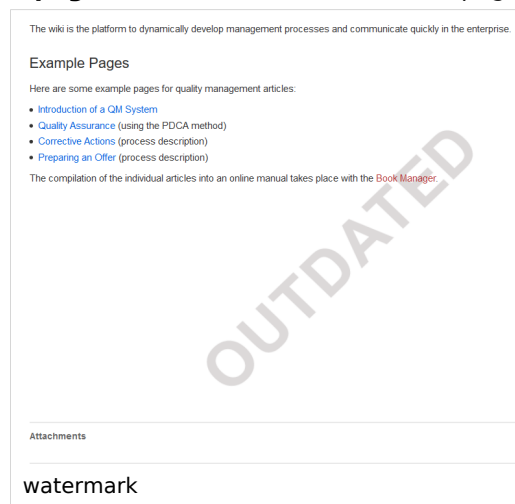 The wiki is the platform to dynamically develop management processes and communicate quickly in the enterprise.
Example Pages
Here are some example pages for quality management articles:
• Introduction of a QM System
• Quality Assurance (using the PDCA method)
• Corrective Actions (process description)
• Preparing an Offer (process description)
The compilation of the individual articles into an online manual takes place with the Book Manager.
OUTDATED
Attachments
watermark